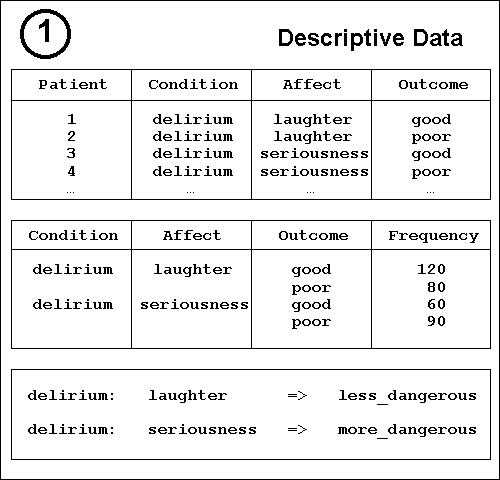 1
Descriptive Data
Patient Condition Affect Outcome
1 delirium laughter good
2 delirium laughter poor
3 delirium seriousness good
4 delirium seriousness poor
... ... ... ...
Condition Affect Outcome Frequency
delirium laughter good 120
poor 80
delirium seriousness good 60
poor 90
delirium: laughter => less_dangerous
delirium: seriousness => more_dangerous